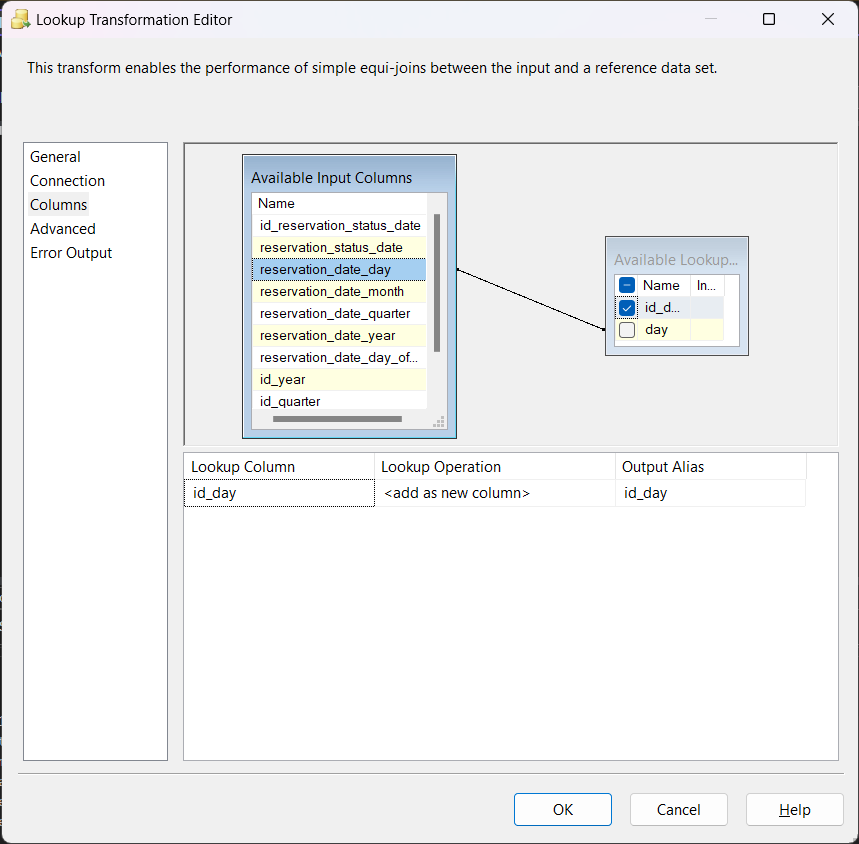 Lookup Transformation Editor
This transform enables the performance of simple equi-joins between the input and a reference data set.
General
Connection
Columns
Advanced
Error Output
Available Input Columns
Name
id_reservation_status_date
reservation_status_date
reservation_date_day
reservation_date_month
reservation_date_quarter
reservation_date_year
reservation_date_day_of...
id_year
id_quarter
Available Lookup...
Name In...
id_d...
day
Lookup Column Lookup Operation Output Alias
id_day <add as new column> id_day
OK Cancel Help